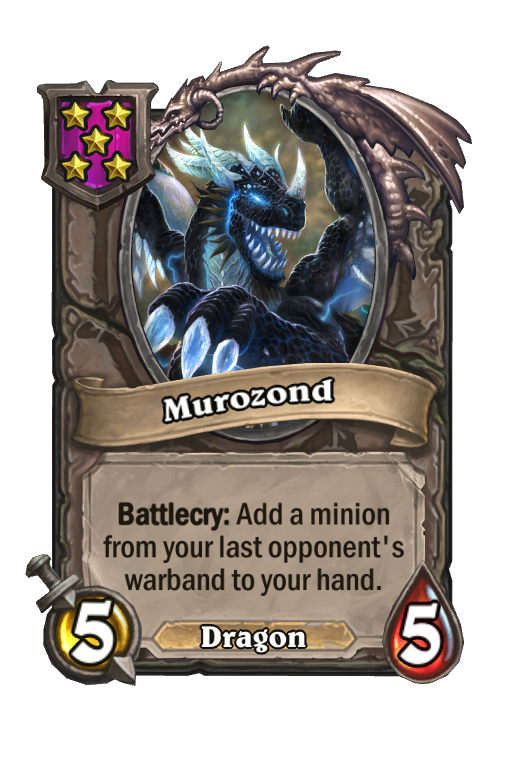 Murozond
Battlecry: Add a minion
from your last opponent's
warband to your hand.
5
Dragon
5